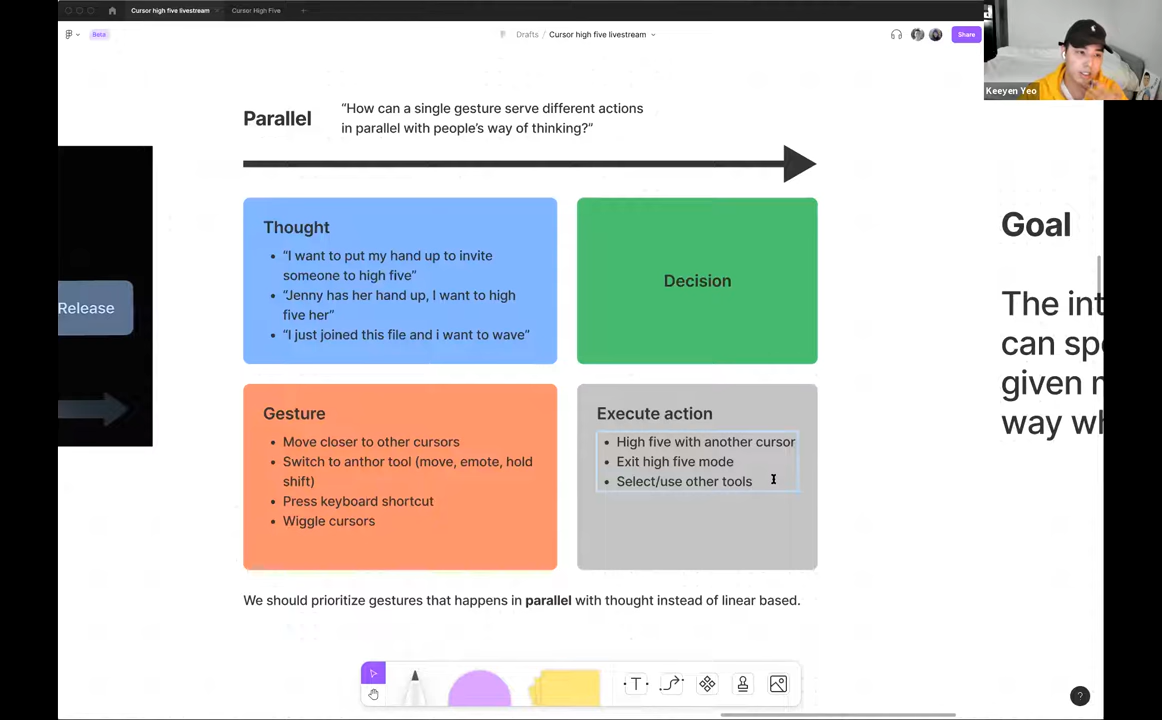 Cursor high five livestream
Cursor High Five
Beta
Drafts / Cursor high five livestream
Share
Keeyen Yeo
Parallel
“How can a single gesture serve different actions
in parallel with people’s way of thinking?”
Thought
• “I want to put my hand up to invite
someone to high five”
• “Jenny has her hand up, I want to high
five her”
• “I just joined this file and i want to wave”
Decision
Release
Gesture
• Move closer to other cursors
• Switch to anthor tool (move, emote, hold
shift)
• Press keyboard shortcut
• Wiggle cursors
Execute action
• High five with another cursor
• Exit high five mode
• Select/use other tools
We should prioritize gestures that happens in parallel with thought instead of linear based.
Goal
The int
can sp
given
way wh
T
?